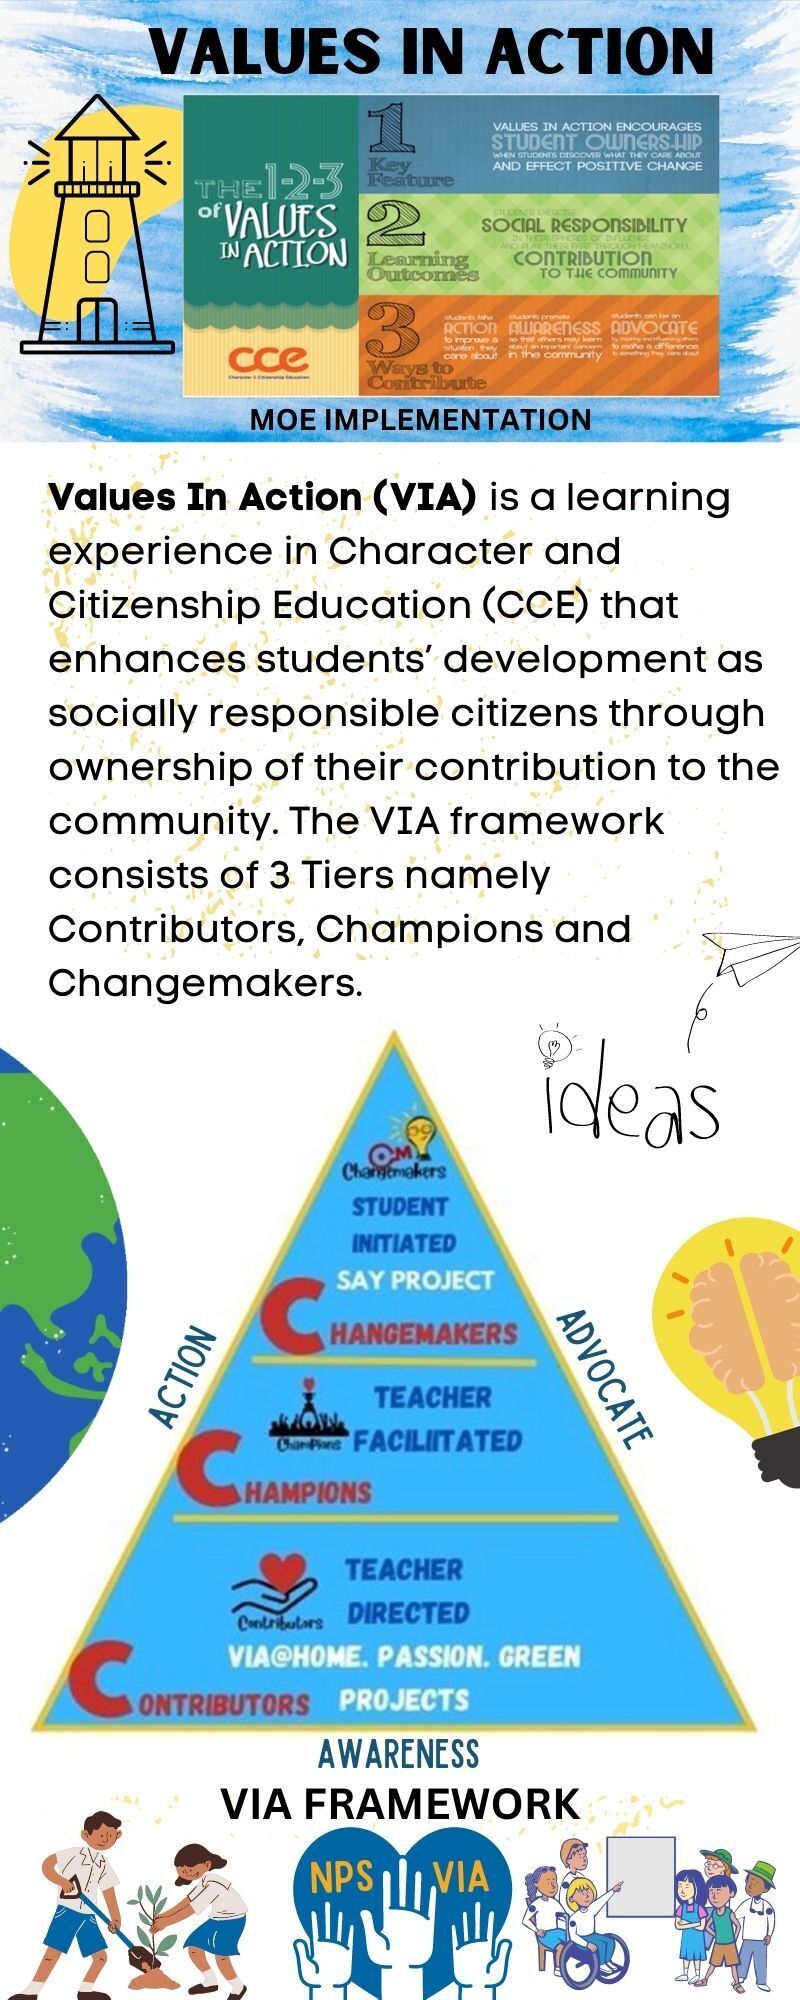 VALUES IN ACTION
THE 1-2-3
of VALUES
IN ACTION
cce
Character & Citizenship Education
1
Key
Feature
VALUES IN ACTION ENCOURAGES
STUDENT OWNERSHIP
WHEN STUDENTS DISCOVER WHAT THEY CARE ABOUT
AND EFFECT POSITIVE CHANGE
2
Learning
Outcomes
STUDENTS EXERCISE
SOCIAL RESPONSIBILITY
IN THEIR SPHERES OF INFLUENCE
AND PLAY THEIR PART THROUGH MEANINGFUL
CONTRIBUTION
TO THE COMMUNITY
3
Ways to
Contribute
students take
ACTION
to improve a
situation they
care about
students promote
AWARENESS
so that others may learn
about an important concern
in the community
students can be an
ADVOCATE
by inspiring and influencing others
to make a difference
to something they care about
MOE IMPLEMENTATION
Values In Action (VIA) is a learning
experience in Character and
Citizenship Education (CCE) that
enhances students’ development as
socially responsible citizens through
ownership of their contribution to the
community. The VIA framework
consists of 3 Tiers namely
Contributors, Champions and
Changemakers.
ideas
CM
Changemakers
STUDENT
INITIATED
SAY PROJECT
CHANGEMAKERS
ACTION
ADVOCATE
TEACHER
Champions FACILIITATED
CHAMPIONS
TEACHER
Contributors DIRECTED
VIA@HOME. PASSION. GREEN
CONTRIBUTORS PROJECTS
AWARENESS
VIA FRAMEWORK
NPS VIA